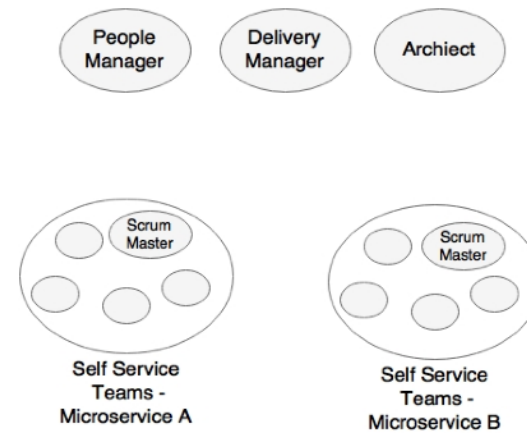 People
Manager
Delivery
Manager
Archiect
Scrum
Master
Self Service
Teams -
Microservice A
Scrum
Master
Self Service
Teams -
Microservice B